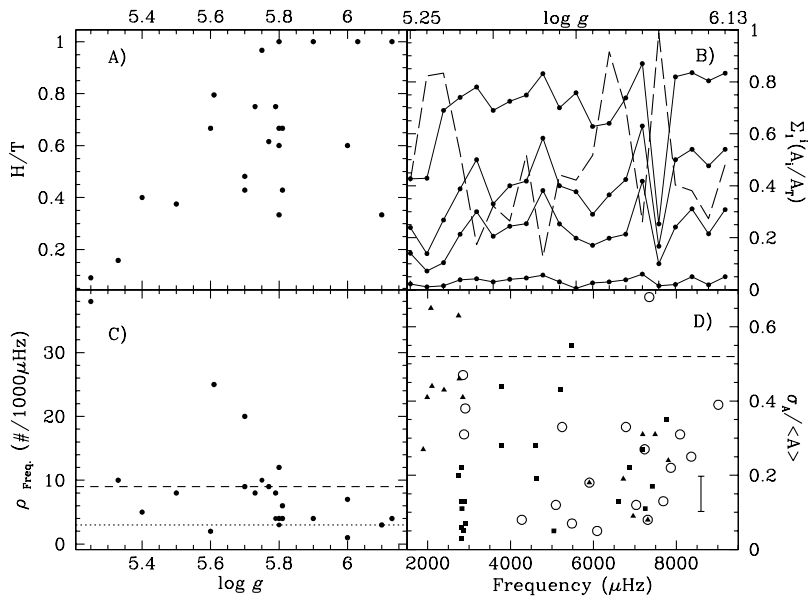 5.4 5.6 5.8 6
5.25 log g 6.13
A)
B)
H/T
1
0.8
0.6
0.4
0.2
1
0.8
0.6
0.4
0.2
0
Σ₁ⁱ(Aᵢ/A_T)
C)
D)
ρ Freq. (#/1000μHz)
30
20
10
0
0.6
0.4
0.2
0
σ_A/<A>
5.4 5.6 5.8 6
log g
2000 4000 6000 8000
Frequency (μHz)